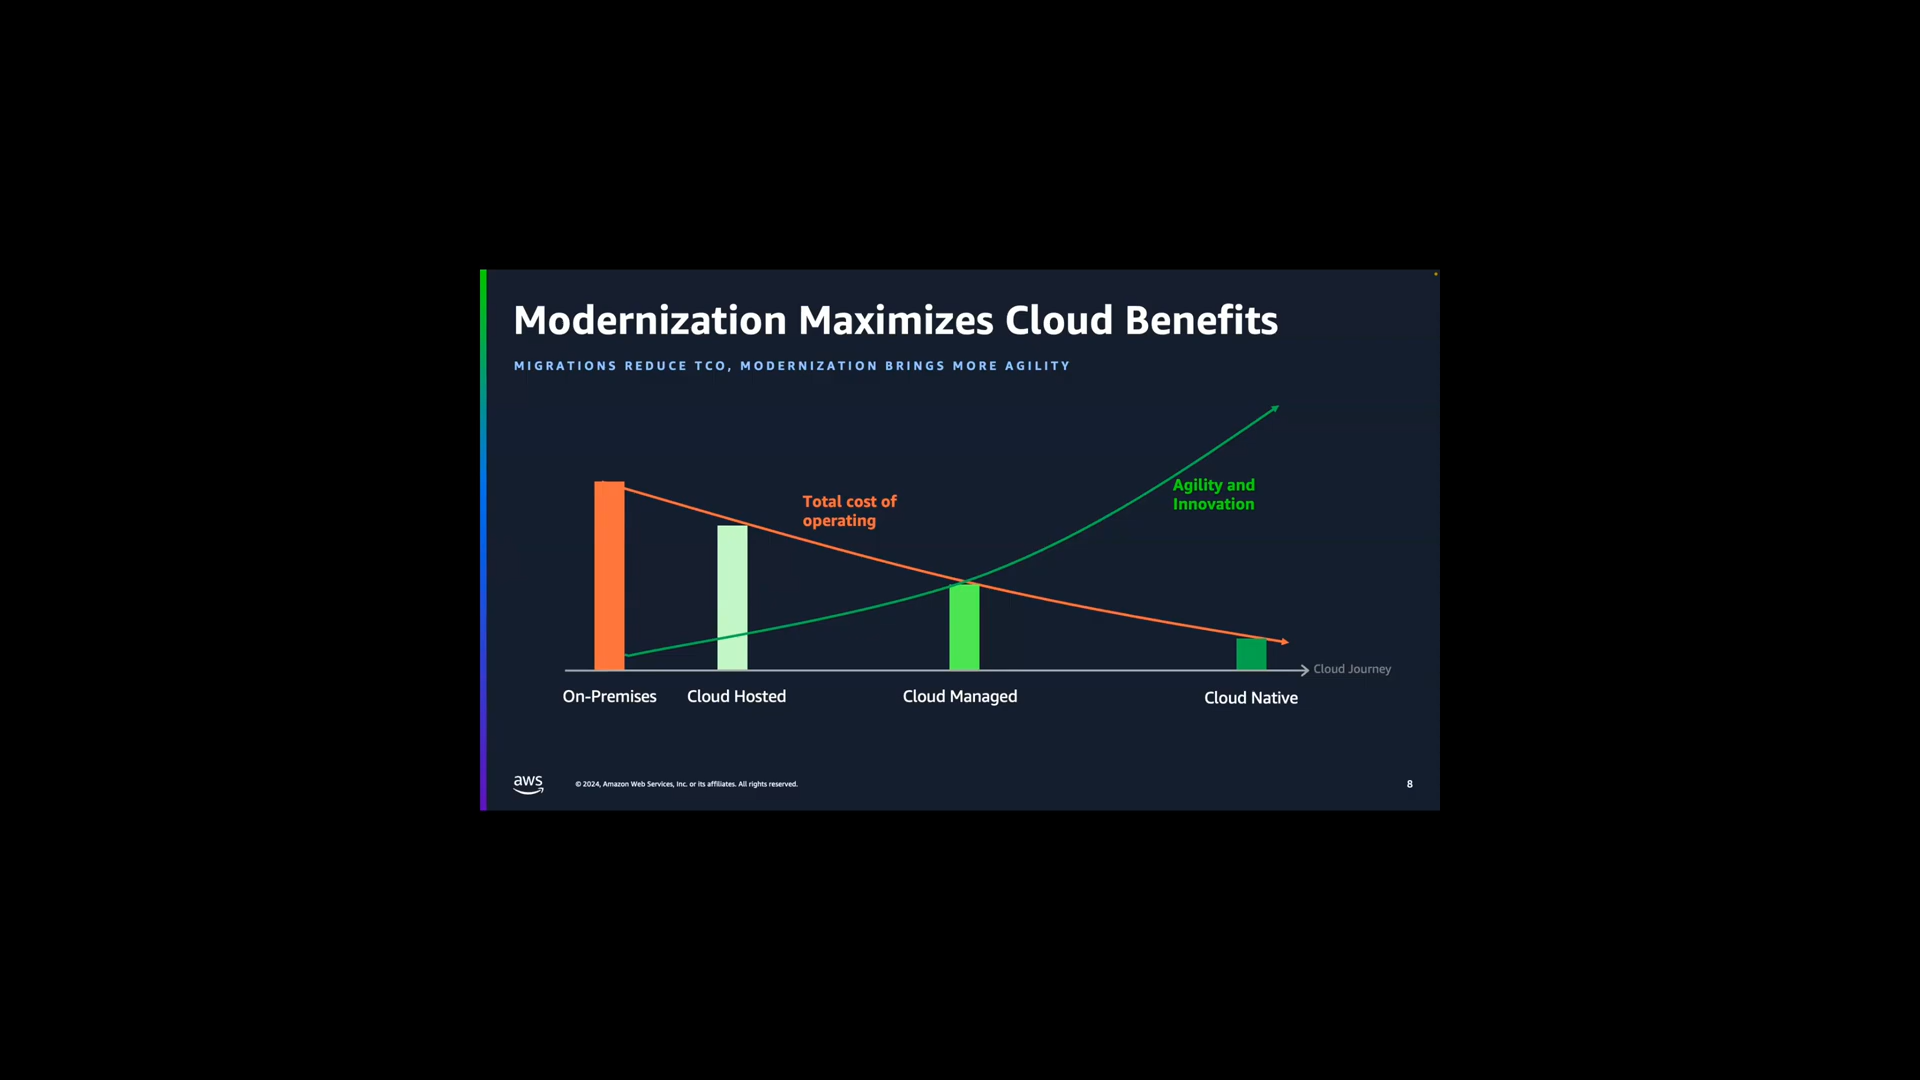 Modernization Maximizes Cloud Benefits
MIGRATIONS REDUCE TCO, MODERNIZATION BRINGS MORE AGILITY
Total cost of
operating
Agility and
Innovation
Cloud Journey
On-Premises
Cloud Hosted
Cloud Managed
Cloud Native
aws
© 2024, Amazon Web Services, Inc. or its affiliates. All rights reserved.
8